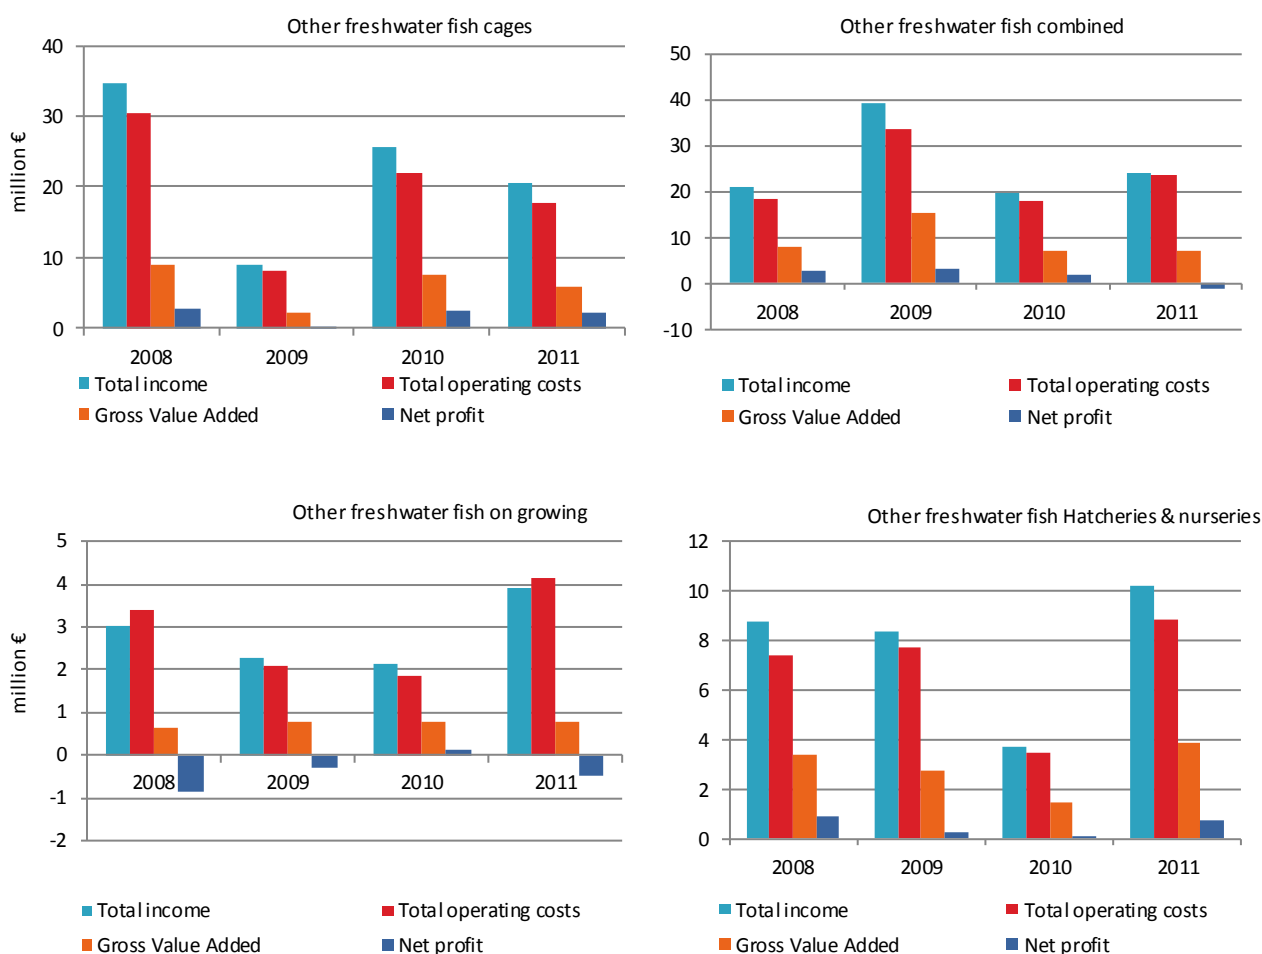 Other freshwater fish cages
40
30
20
10
0
million €
2008 2009 2010 2011
Total income Total operating costs
Gross Value Added Net profit
Other freshwater fish combined
50
40
30
20
10
0
-10
2008 2009 2010 2011
Total income Total operating costs
Gross Value Added Net profit
Other freshwater fish on growing
5
4
3
2
1
0
-1
-2
million €
2008 2009 2010 2011
Total income Total operating costs
Gross Value Added Net profit
Other freshwater fish Hatcheries & nurseries
12
10
8
6
4
2
0
2008 2009 2010 2011
Total income Total operating costs
Gross Value Added Net profit